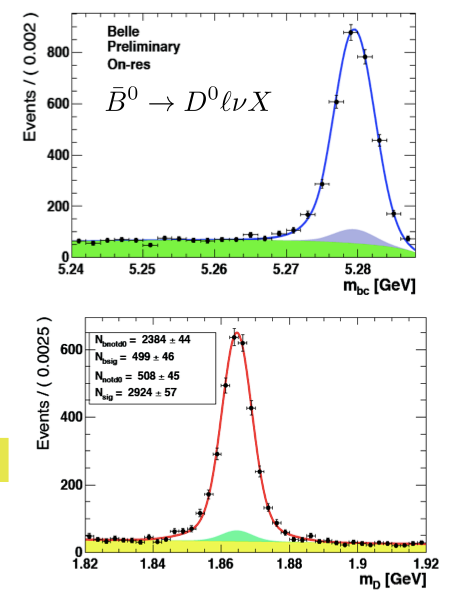 Events / ( 0.002 )
800
600
400
200
0
Belle
Preliminary
On-res
B̄⁰ → D⁰ℓνX
5.24 5.25 5.26 5.27 5.28
m_bc [GeV]
Events / ( 0.0025 )
600
400
200
0
N_bnotd0 = 2384 ± 44
N_bsig = 499 ± 46
N_notd0 = 508 ± 45
N_sig = 2924 ± 57
1.82 1.84 1.86 1.88 1.9 1.92
m_D [GeV]